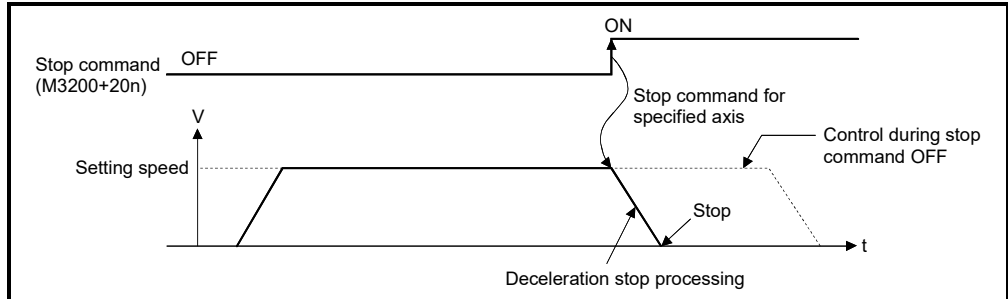 ON
OFF
Stop command
(M3200+20n)
Stop command for
specified axis
V
Control during stop
command OFF
Setting speed
Stop
t
Deceleration stop processing